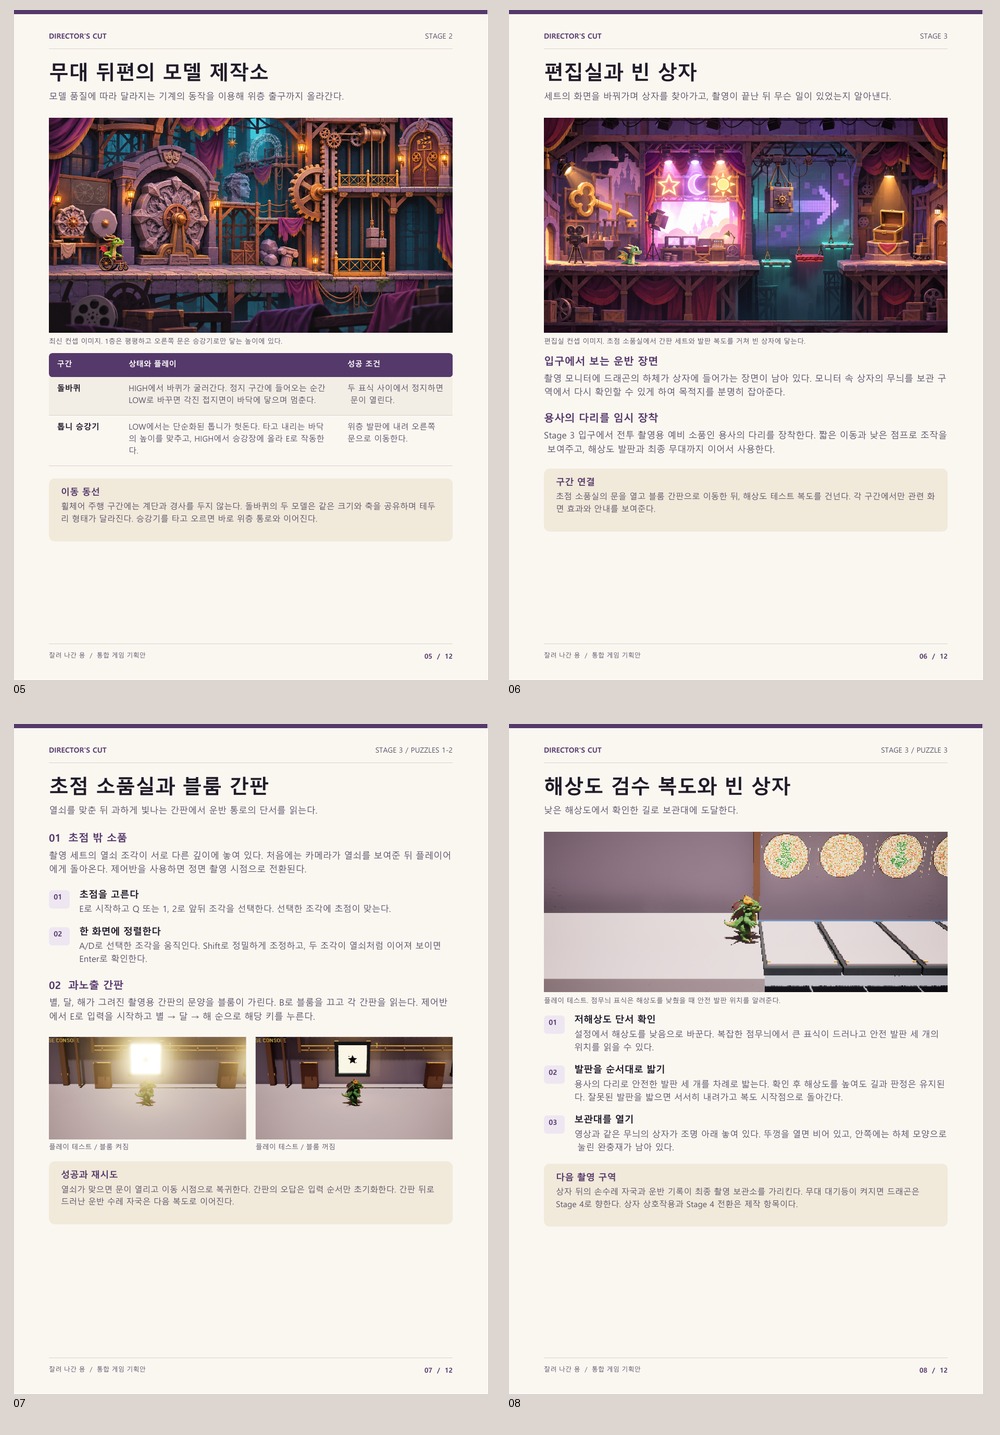 DIRECTOR'S CUT
STAGE 2
무대 뒤편의 모델 제작소
모델 품질에 따라 달라지는 기계의 동작을 이용해 위층 출구까지 올라간다.
최신 컨셉 이미지. 1층은 평평하고 오른쪽 문은 승강기로만 닿는 높이에 있다.
구간
상태와 플레이
성공 조건
돌바퀴
HIGH에서 바퀴가 굴러간다. 정지 구간에 들어오는 순간
LOW로 바꾸면 각진 접지면이 바닥에 닿으며 멈춘다.
두 표식 사이에서 정지하면
문이 열린다.
톱니 승강기
LOW에서는 단순화된 톱니가 헛돈다. 타고 내리는 바닥
의 높이를 맞추고, HIGH에서 승강장에 올라 E로 작동한
다.
위층 발판에 내려 오른쪽
문으로 이동한다.
이동 동선
휠체어 주행 구간에는 계단과 경사를 두지 않는다. 돌바퀴의 두 모델은 같은 크기와 축을 공유하며 테두
리 형태가 달라진다. 승강기를 타고 오르면 바로 위층 통로와 이어진다.
잘려 나간 용 / 통합 게임 기획안
05 / 12
05
DIRECTOR'S CUT
STAGE 3
편집실과 빈 상자
세트의 화면을 바꿔가며 상자를 찾아가고, 촬영이 끝난 뒤 무슨 일이 있었는지 알아낸다.
편집실 컨셉 이미지. 초점 소품실에서 간판 세트와 발판 복도를 거쳐 빈 상자에 닿는다.
입구에서 보는 운반 장면
촬영 모니터에 드래곤의 하체가 상자에 들어가는 장면이 남아 있다. 모니터 속 상자의 무늬를 보관 구
역에서 다시 확인할 수 있게 하여 목적지를 분명히 잡아준다.
용사의 다리를 임시 장착
Stage 3 입구에서 전투 촬영용 예비 소품인 용사의 다리를 장착한다. 짧은 이동과 낮은 점프로 조작을
보여주고, 해상도 발판과 최종 무대까지 이어서 사용한다.
구간 연결
초점 소품실의 문을 열고 블룸 간판으로 이동한 뒤, 해상도 테스트 복도를 건넌다. 각 구간에서만 관련 화
면 효과와 안내를 보여준다.
잘려 나간 용 / 통합 게임 기획안
06 / 12
06
DIRECTOR'S CUT
STAGE 3 / PUZZLES 1-2
초점 소품실과 블룸 간판
열쇠를 맞춘 뒤 과하게 빛나는 간판에서 운반 통로의 단서를 읽는다.
01 초점 밖 소품
촬영 세트의 열쇠 조각이 서로 다른 깊이에 놓여 있다. 처음에는 카메라가 열쇠를 보여준 뒤 플레이어
에게 돌아온다. 제어반을 사용하면 정면 촬영 시점으로 전환된다.
01
초점을 고른다
E로 시작하고 Q 또는 1, 2로 앞뒤 조각을 선택한다. 선택한 조각에 초점이 맞는다.
02
한 화면에 정렬한다
A/D로 선택한 조각을 움직인다. Shift로 정밀하게 조정하고, 두 조각이 열쇠처럼 이어져 보이면
Enter로 확인한다.
02 과노출 간판
별, 달, 해가 그려진 촬영용 간판의 문양을 블룸이 가린다. B로 블룸을 끄고 각 간판을 읽는다. 제어반
에서 E로 입력을 시작하고 별 → 달 → 해 순으로 해당 키를 누른다.
플레이 테스트 / 블룸 켜짐
플레이 테스트 / 블룸 꺼짐
성공과 재시도
열쇠가 맞으면 문이 열리고 이동 시점으로 복귀한다. 간판의 오답은 입력 순서만 초기화한다. 간판 뒤로
드러난 운반 수레 자국은 다음 복도로 이어진다.
잘려 나간 용 / 통합 게임 기획안
07 / 12
07
DIRECTOR'S CUT
STAGE 3 / PUZZLE 3
해상도 검수 복도와 빈 상자
낮은 해상도에서 확인한 길로 보관대에 도달한다.
플레이 테스트. 점무늬 표식은 해상도를 낮췄을 때 안전 발판 위치를 알려준다.
01
저해상도 단서 확인
설정에서 해상도를 낮음으로 바꾼다. 복잡한 점무늬에서 큰 표식이 드러나고 안전 발판 세 개의
위치를 읽을 수 있다.
02
발판을 순서대로 밟기
용사의 다리로 안전한 발판 세 개를 차례로 밟는다. 확인 후 해상도를 높여도 길과 판정은 유지된
다. 잘못된 발판을 밟으면 서서히 내려가고 복도 시작점으로 돌아간다.
03
보관대를 열기
영상과 같은 무늬의 상자가 조명 아래 놓여 있다. 뚜껑을 열면 비어 있고, 안쪽에는 하체 모양으로
눌린 완충재가 남아 있다.
다음 촬영 구역
상자 뒤의 손수레 자국과 운반 기록이 최종 촬영 보관소를 가리킨다. 무대 대기등이 켜지면 드래곤은
Stage 4로 향한다. 상자 상호작용과 Stage 4 전환은 제작 항목이다.
잘려 나간 용 / 통합 게임 기획안
08 / 12
08